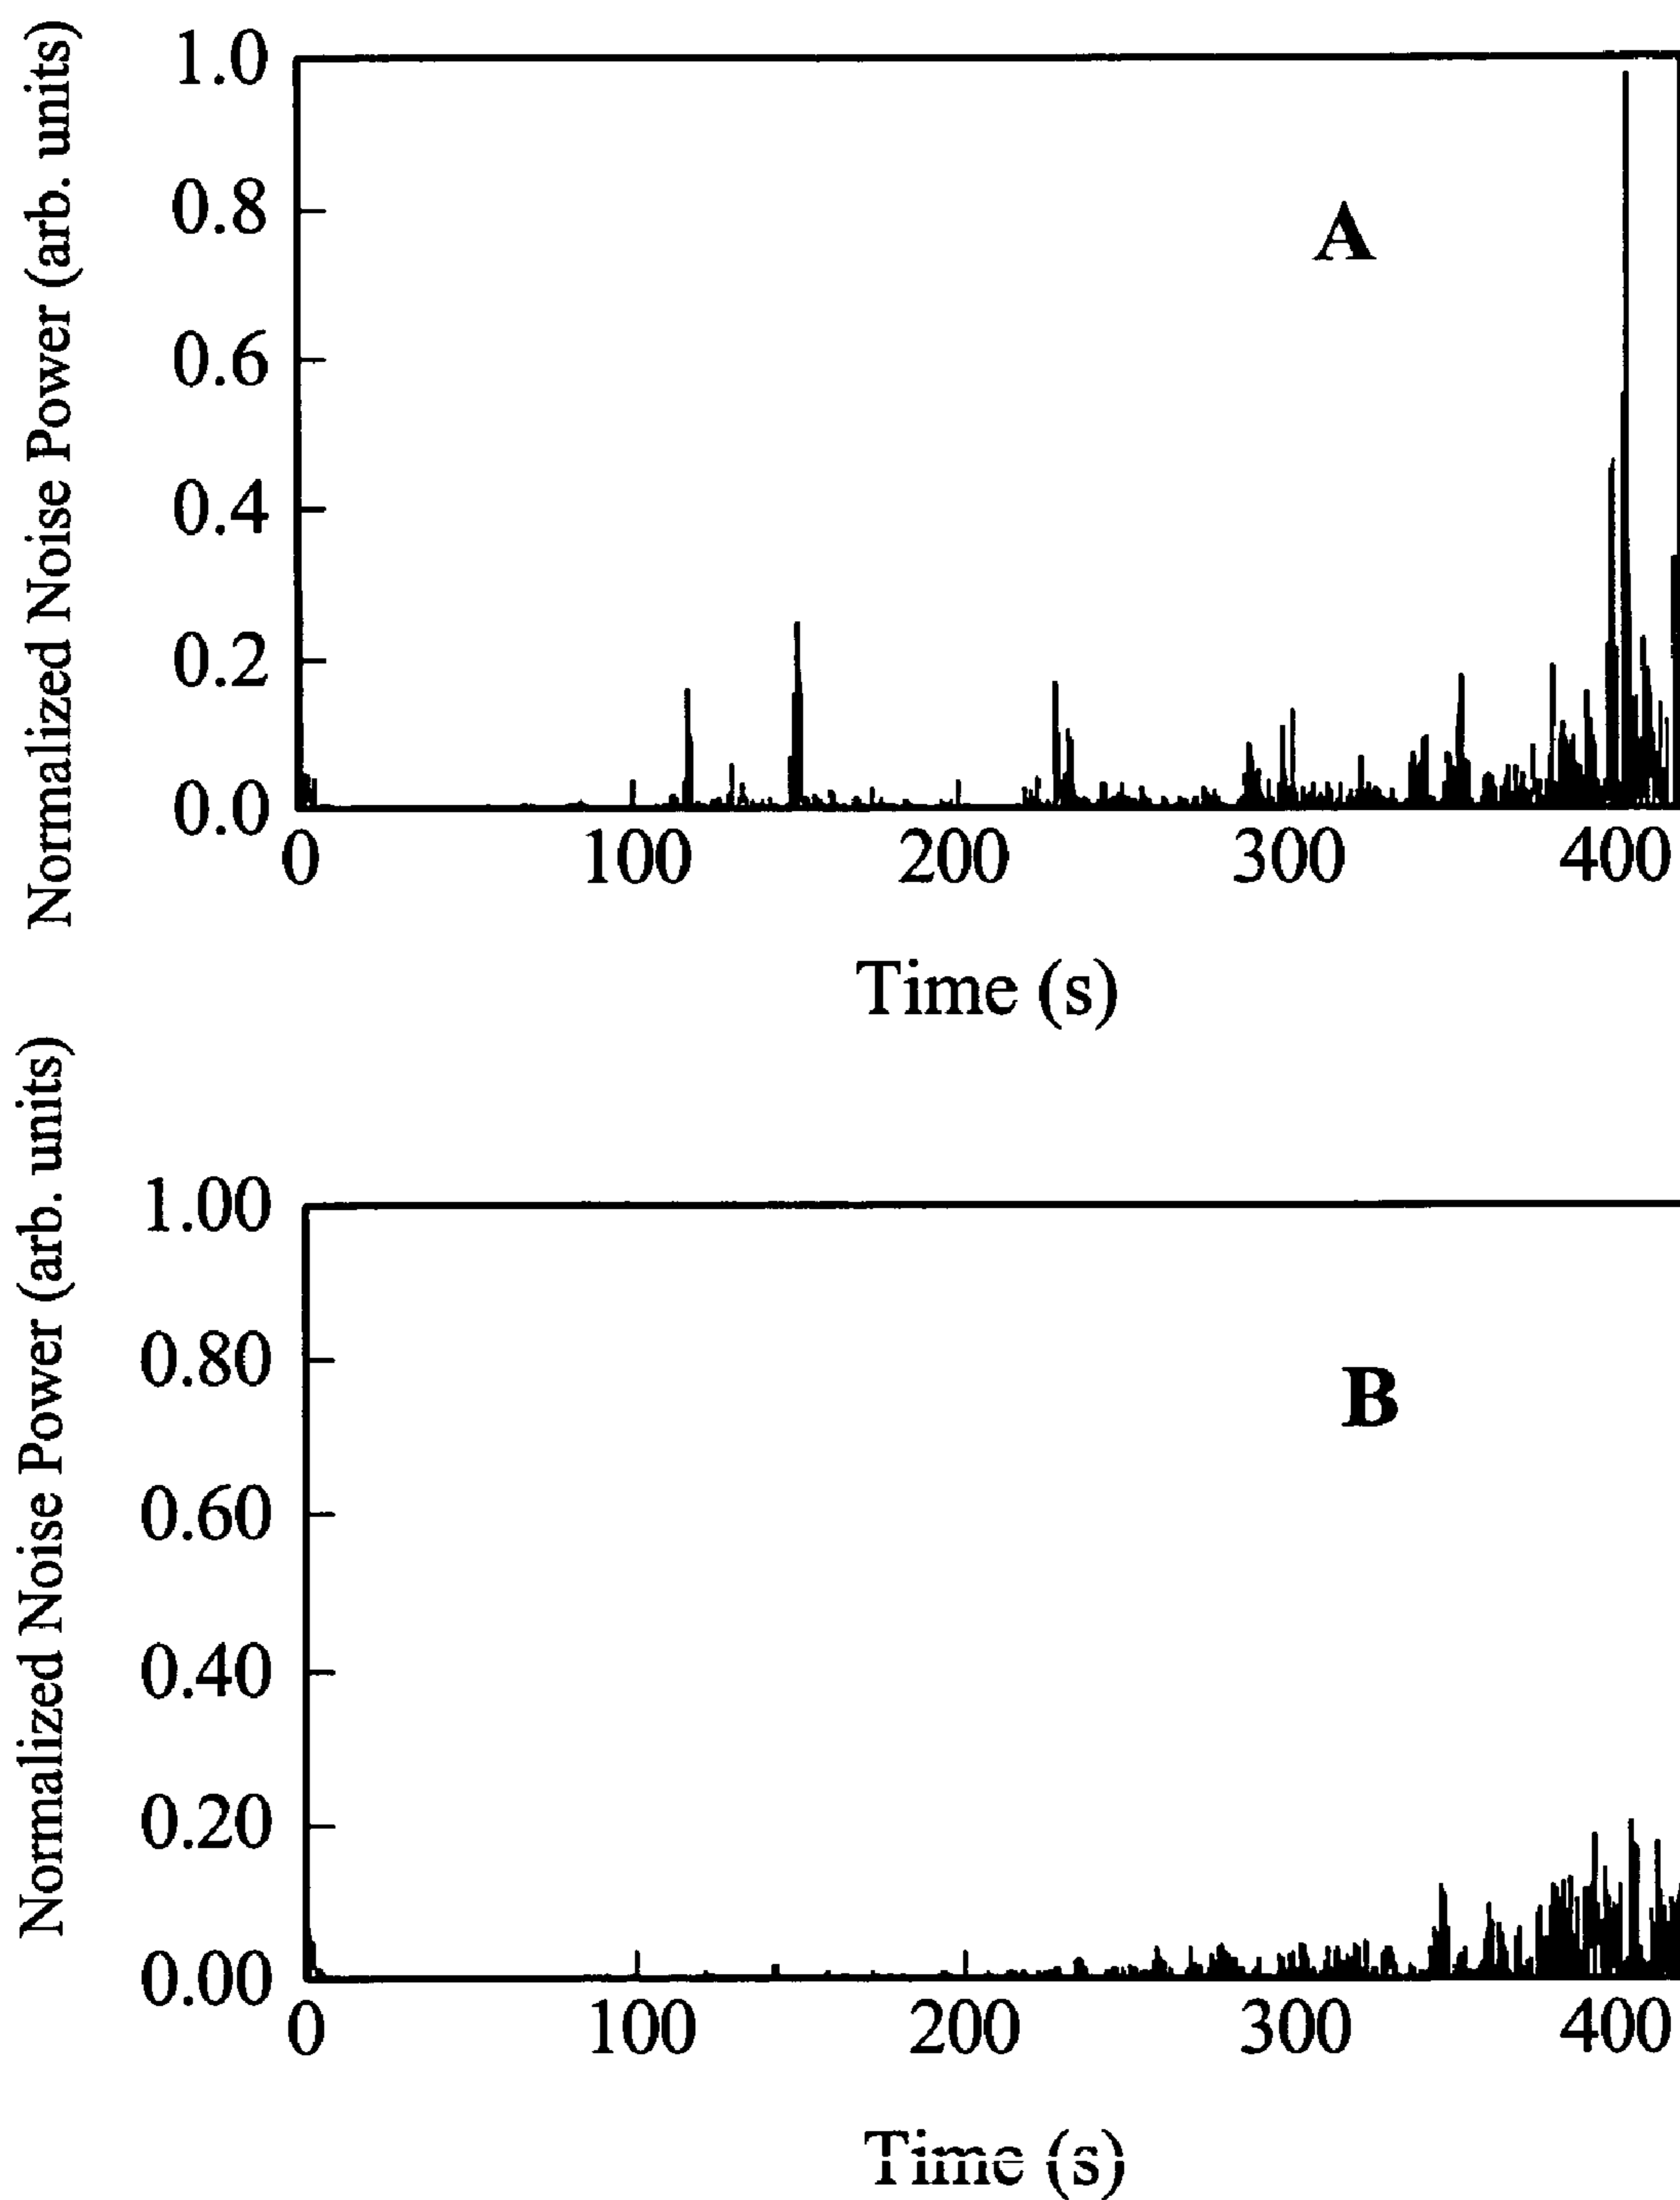 Normalized Noise Power (arb. units)
1.0
0.8
0.6
0.4
0.2
0.0
A
0 100 200 300 400
Time (s)
Normalized Noise Power (arb. units)
1.00
0.80
0.60
0.40
0.20
0.00
B
0 100 200 300 400
Time (s)